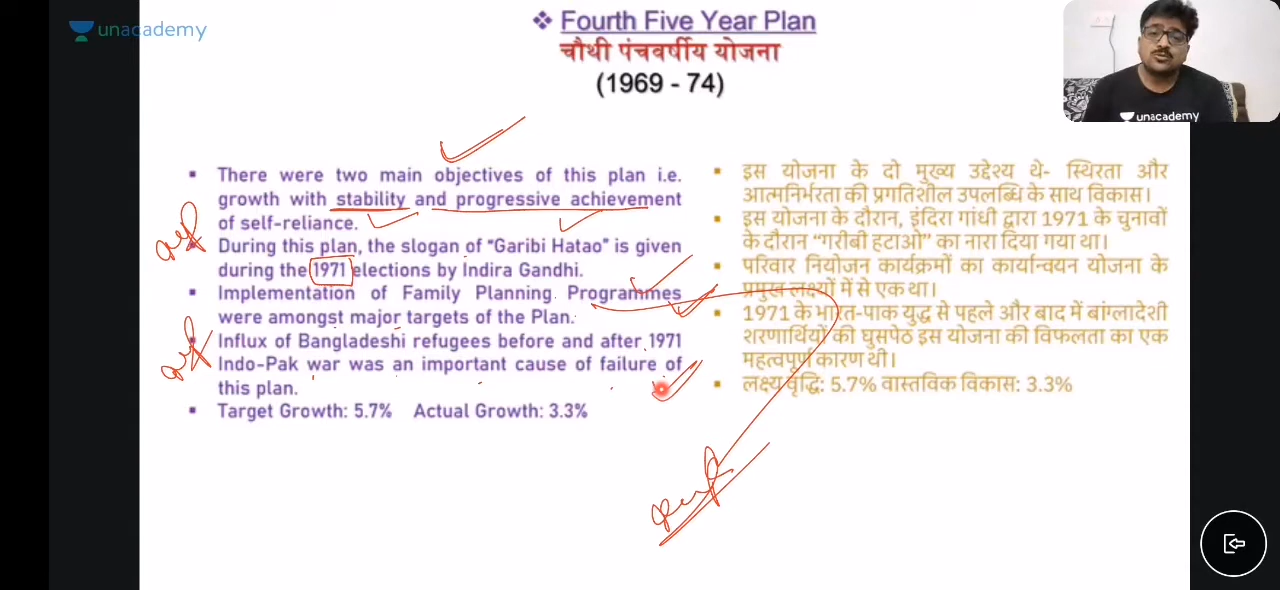 unacademy
❖ Fourth Five Year Plan
चौथी पंचवर्षीय योजना
(1969 - 74)
unacademy
▪ There were two main objectives of this plan i.e.
growth with stability and progressive achievement
of self-reliance.
▪ During this plan, the slogan of “Garibi Hatao” is given
during the 1971 elections by Indira Gandhi.
▪ Implementation of Family Planning Programmes
were amongst major targets of the Plan.
▪ Influx of Bangladeshi refugees before and after 1971
Indo-Pak war was an important cause of failure of
this plan.
▪ Target Growth: 5.7% Actual Growth: 3.3%
▪ इस योजना के दो मुख्य उद्देश्य थे- स्थिरता और
आत्मनिर्भरता की प्रगतिशील उपलब्धि के साथ विकास।
▪ इस योजना के दौरान, इंदिरा गांधी द्वारा 1971 के चुनावों
के दौरान “गरीबी हटाओ” का नारा दिया गया था।
▪ परिवार नियोजन कार्यक्रमों का कार्यान्वयन योजना के
प्रमुख लक्ष्यों में से एक था।
▪ 1971 के भारत-पाक युद्ध से पहले और बाद में बांग्लादेशी
शरणार्थियों की घुसपेठ इस योजना की विफलता का एक
महत्वपूर्ण कारण थी।
▪ लक्ष्य वृद्धि: 5.7% वास्तविक विकास: 3.3%